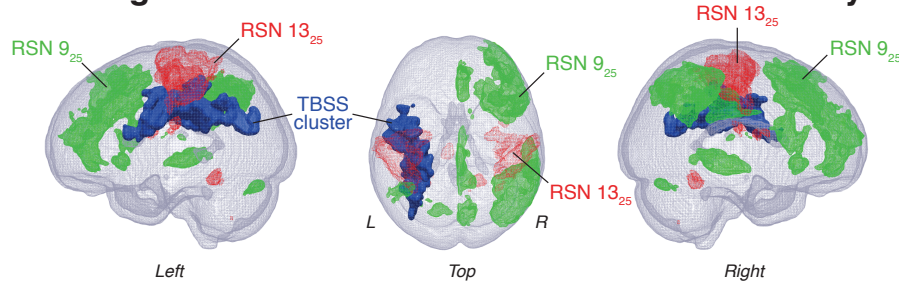 RSN 9₂₅
RSN 13₂₅
TBSS
cluster
Left
RSN 9₂₅
RSN 13₂₅
L
R
Top
RSN 13₂₅
RSN 9₂₅
Right